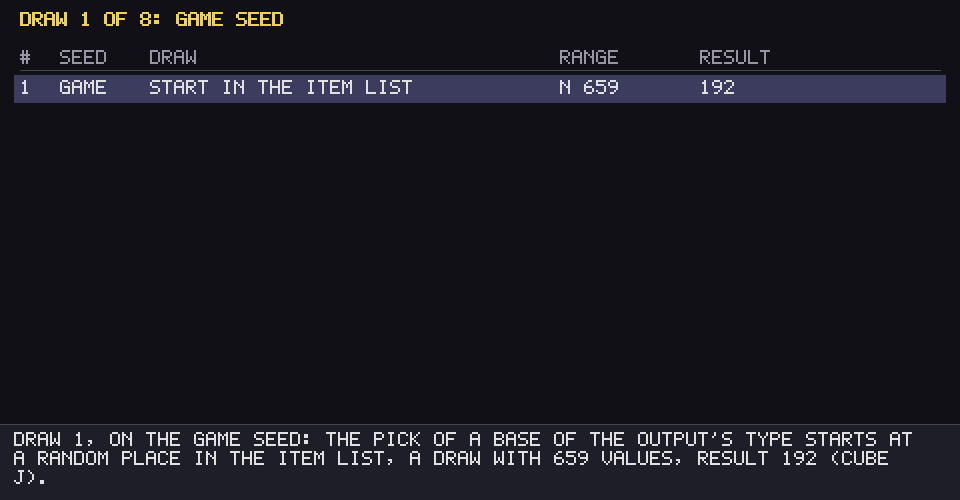 DRAW 1 OF 8: GAME SEED
# SEED DRAW RANGE RESULT
1 GAME START IN THE ITEM LIST N 659 192
DRAW 1, ON THE GAME SEED: THE PICK OF A BASE OF THE OUTPUT'S TYPE STARTS AT
A RANDOM PLACE IN THE ITEM LIST, A DRAW WITH 659 VALUES, RESULT 192 (CUBE
J).